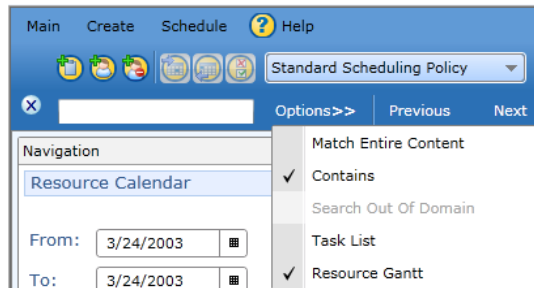 Main Create Schedule ? Help
Standard Scheduling Policy
Options>> Previous Next
Match Entire Content
Navigation
Resource Calendar
✓ Contains
Search Out Of Domain
From: 3/24/2003
Task List
To: 3/24/2003
✓ Resource Gantt